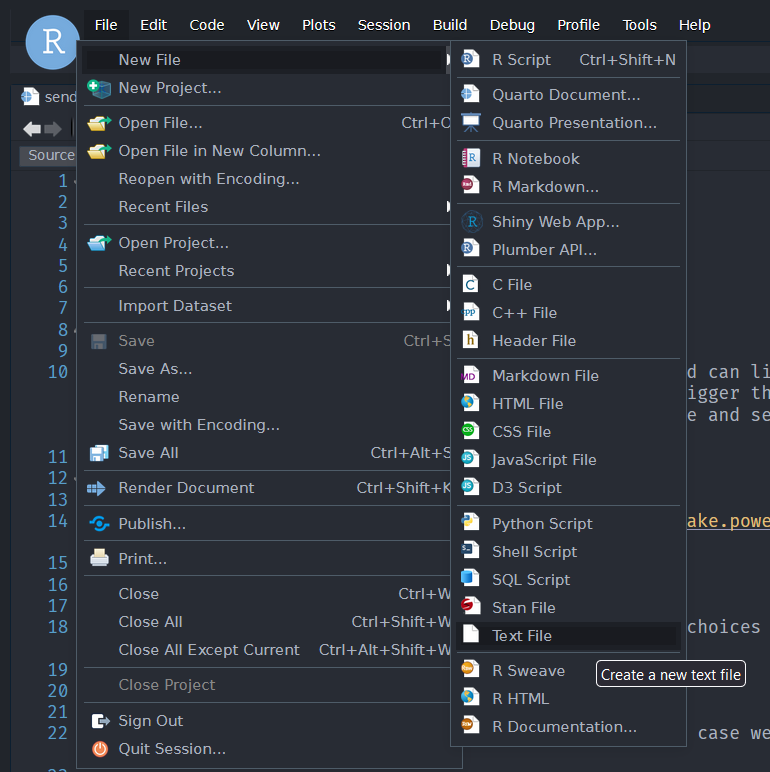 R
File Edit Code View Plots Session Build Debug Profile Tools Help
send
Source
1
2
3
4
5
6
7
8
9
10
11
12
13
14
15
16
17
18
19
20
21
22
New File
New Project...
Open File... Ctrl+O
Open File in New Column...
Reopen with Encoding...
Recent Files
Open Project...
Recent Projects
Import Dataset
Save Ctrl+S
Save As...
Rename
Save with Encoding...
Save All Ctrl+Alt+S
Render Document Ctrl+Shift+K
Publish...
Print...
Close Ctrl+W
Close All Ctrl+Shift+W
Close All Except Current Ctrl+Alt+Shift+W
Close Project
Sign Out
Quit Session...
R Script Ctrl+Shift+N
Quarto Document...
Quarto Presentation...
R Notebook
R Markdown...
Shiny Web App...
Plumber API...
C File
C++ File
Header File
Markdown File
HTML File
CSS File
JavaScript File
D3 Script
Python Script
Shell Script
SQL Script
Stan File
Text File
R Sweave
R HTML
R Documentation...
Create a new text file
d can li
igger th
e and se
ake.powe
choices
case we